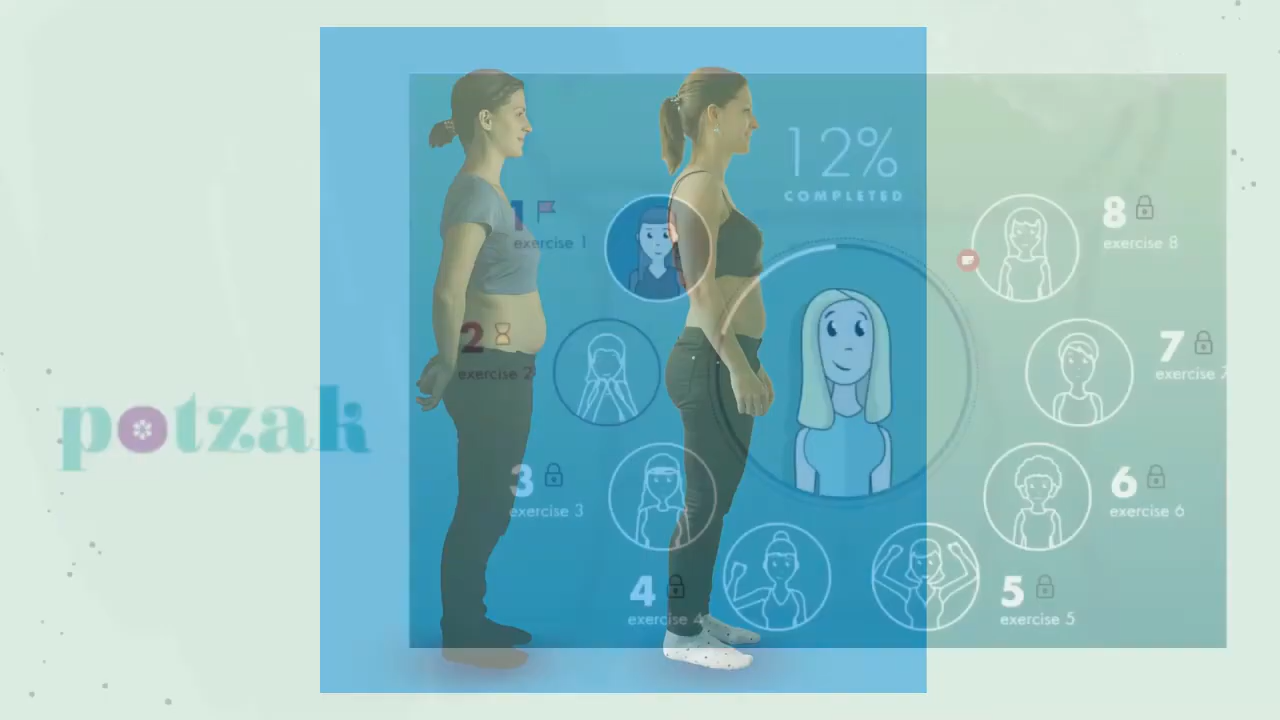 potzak
12%
COMPLETED
1
exercise 1
2
exercise 2
3
exercise 3
4
exercise 4
5
exercise 5
6
exercise 6
7
exercise 7
8
exercise 8